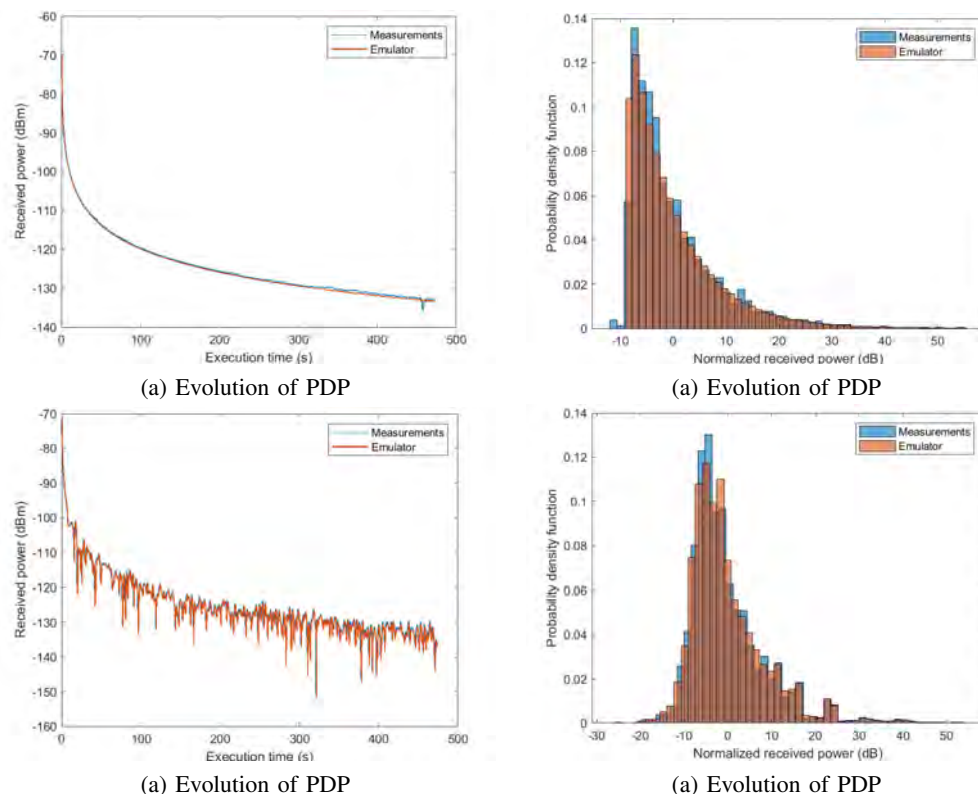 -60
-70
-80
-90
-100
-110
-120
-130
-140
Received power (dBm)
0 100 200 300 400 500
Execution time (s)
Measurements
Emulator
(a) Evolution of PDP
0.14
0.12
0.1
0.08
0.06
0.04
0.02
0
Probability density function
-10 0 10 20 30 40 50
Normalized received power (dB)
Measurements
Emulator
(a) Evolution of PDP
-70
-80
-90
-100
-110
-120
-130
-140
-150
-160
Received power (dBm)
0 100 200 300 400 500
Execution time (s)
Measurements
Emulator
(a) Evolution of PDP
0.14
0.12
0.1
0.08
0.06
0.04
0.02
0
Probability density function
-30 -20 -10 0 10 20 30 40 50
Normalized received power (dB)
Measurements
Emulator
(a) Evolution of PDP